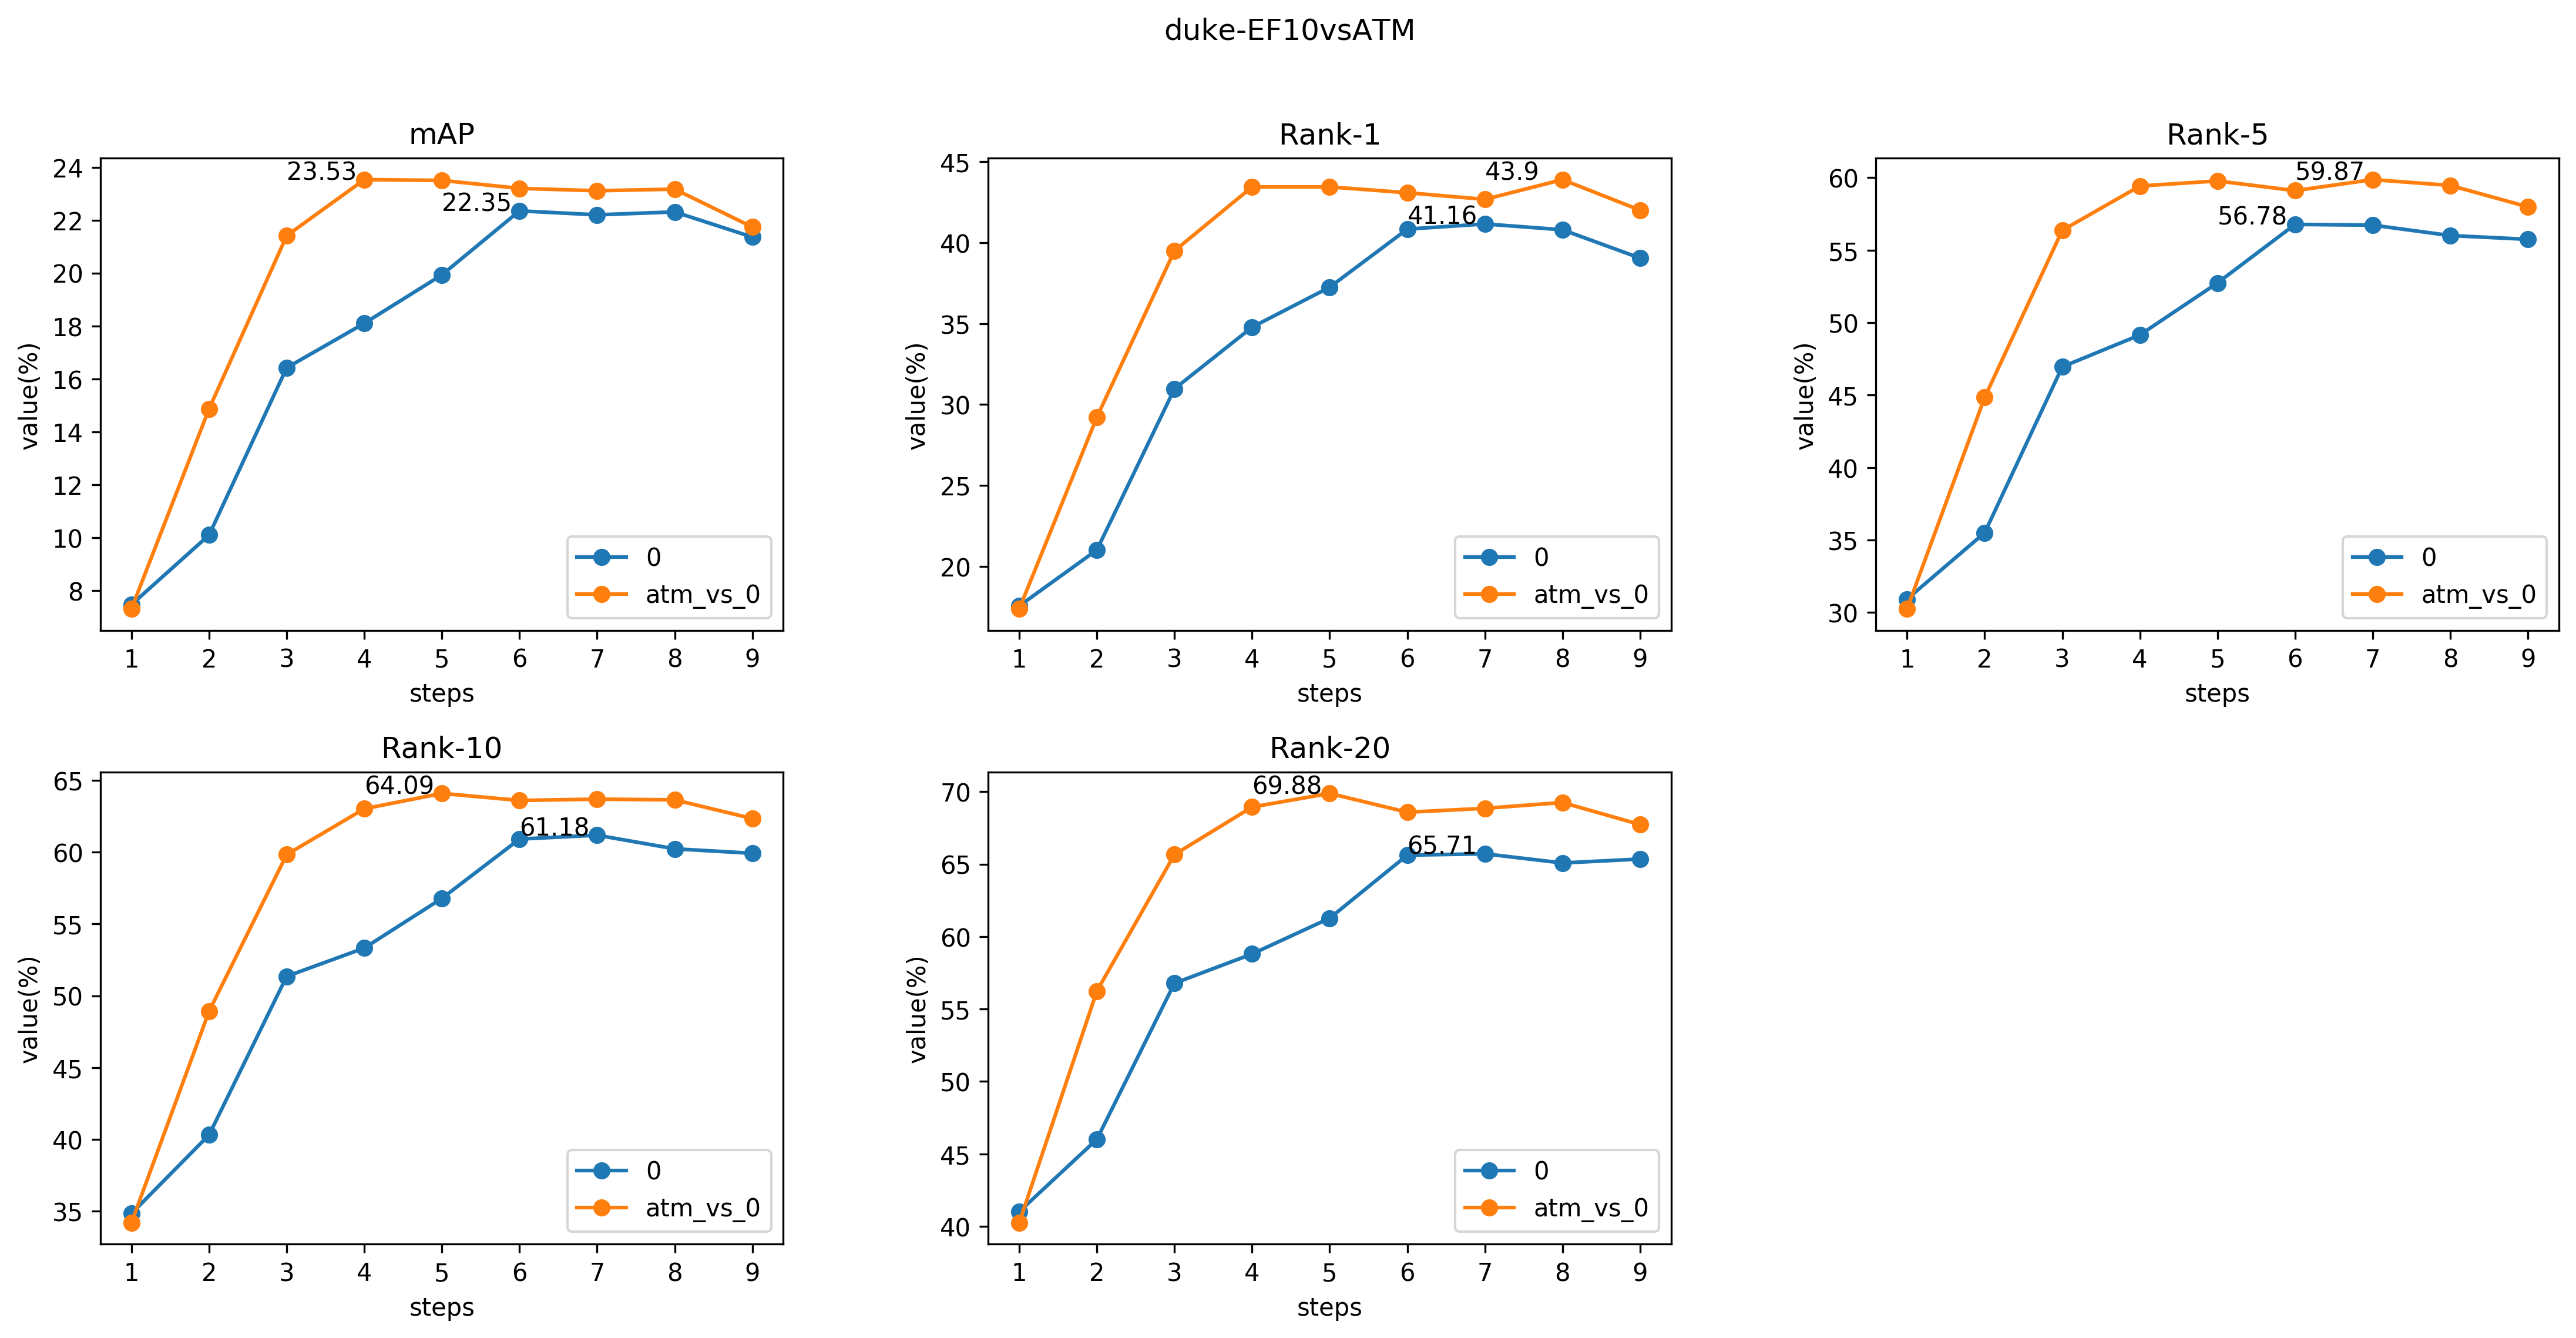 duke-EF10vsATM
mAP
24
22
20
18
16
14
12
10
8
value(%)
23.53
22.35
0
atm_vs_0
1 2 3 4 5 6 7 8 9
steps
Rank-1
45
40
35
30
25
20
value(%)
43.9
41.16
0
atm_vs_0
1 2 3 4 5 6 7 8 9
steps
Rank-5
60
55
50
45
40
35
30
value(%)
59.87
56.78
0
atm_vs_0
1 2 3 4 5 6 7 8 9
steps
Rank-10
65
60
55
50
45
40
35
value(%)
64.09
61.18
0
atm_vs_0
1 2 3 4 5 6 7 8 9
steps
Rank-20
70
65
60
55
50
45
40
value(%)
69.88
65.71
0
atm_vs_0
1 2 3 4 5 6 7 8 9
steps